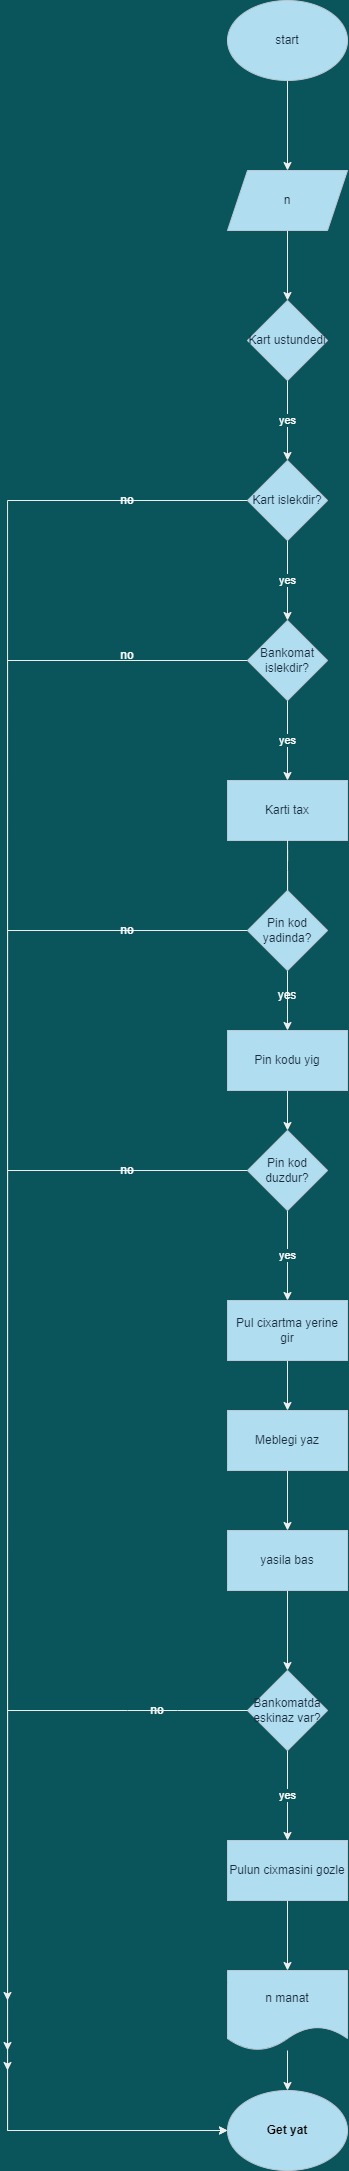 start
n
Kart ustundedi
yes
Kart islekdir?
no
yes
Bankomat
islekdir?
no
yes
Karti tax
Pin kod
yadinda?
no
yes
Pin kodu yig
Pin kod
duzdur?
no
yes
Pul cixartma yerine
gir
Meblegi yaz
yasila bas
Bankomatda
eskinaz var?
no
yes
Pulun cixmasini gozle
n manat
Get yat